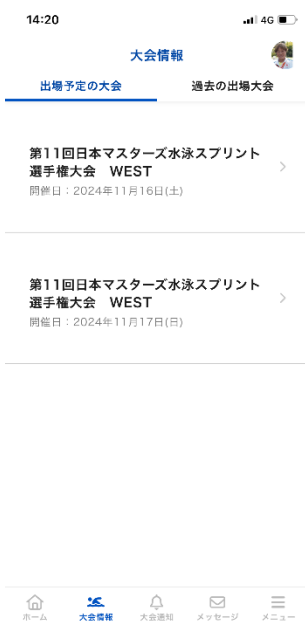 14:20
4G
大会情報
出場予定の大会 過去の出場大会
第11回日本マスターズ水泳スプリント
選手権大会　WEST
開催日：2024年11月16日(土)
第11回日本マスターズ水泳スプリント
選手権大会　WEST
開催日：2024年11月17日(日)
ホーム 大会情報 大会通知 メッセージ メニュー